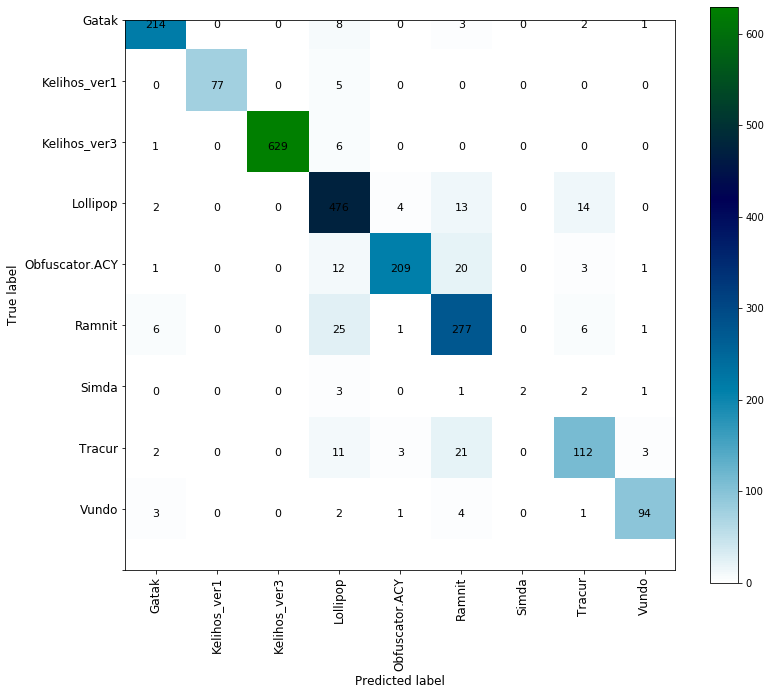 Gatak 214 0 0 8 0 3 0 2 1
Kelihos_ver1 0 77 0 5 0 0 0 0 0
Kelihos_ver3 1 0 629 6 0 0 0 0 0
Lollipop 2 0 0 476 4 13 0 14 0
Obfuscator.ACY 1 0 0 12 209 20 0 3 1
Ramnit 6 0 0 25 1 277 0 6 1
Simda 0 0 0 3 0 1 2 2 1
Tracur 2 0 0 11 3 21 0 112 3
Vundo 3 0 0 2 1 4 0 1 94
True label
Gatak
Kelihos_ver1
Kelihos_ver3
Lollipop
Obfuscator.ACY
Ramnit
Simda
Tracur
Vundo
Predicted label
600
500
400
300
200
100
0